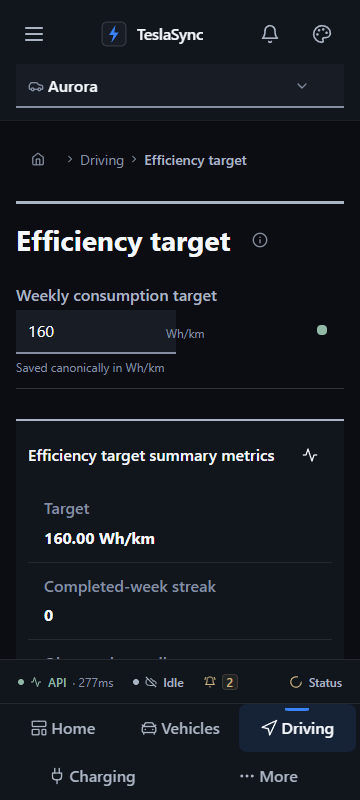 TeslaSync
Aurora
Driving
Efficiency target
Efficiency target
Weekly consumption target
160
Wh/km
Saved canonically in Wh/km
Efficiency target summary metrics
Target
160.00 Wh/km
Completed-week streak
0
API · 277ms
Idle
2
Status
Home
Vehicles
Driving
Charging
More